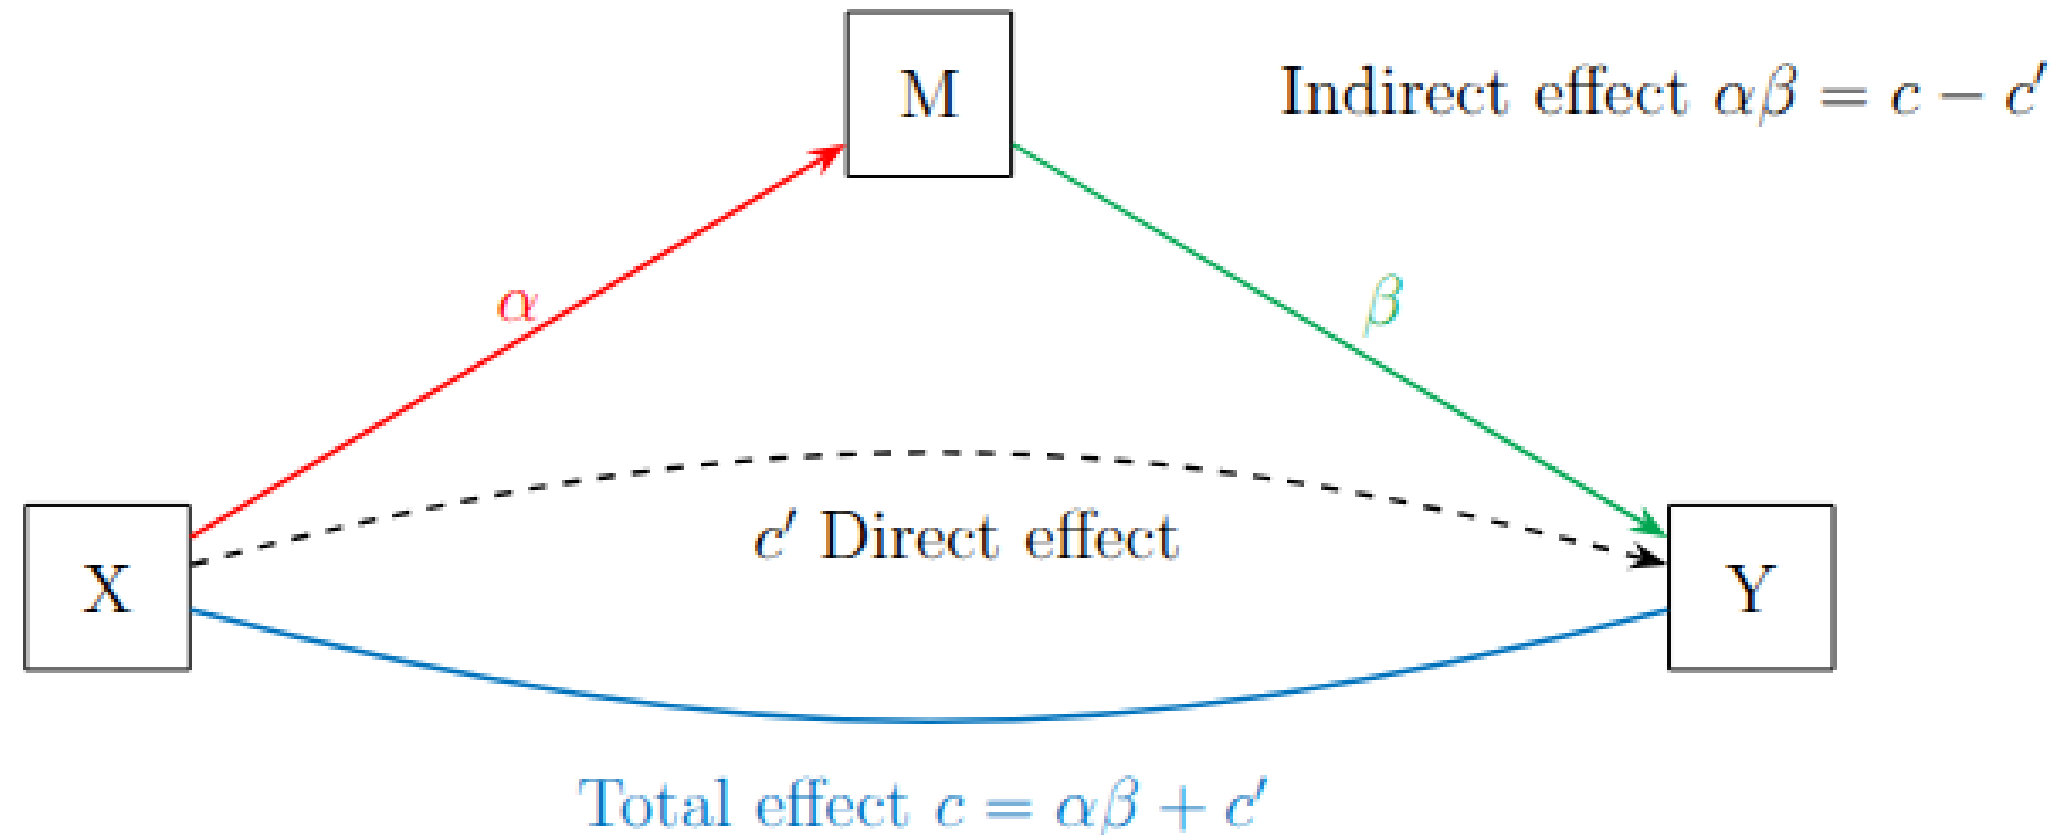 M
Indirect effect αβ = c − c′
α
β
c′ Direct effect
X
Y
Total effect c = αβ + c′